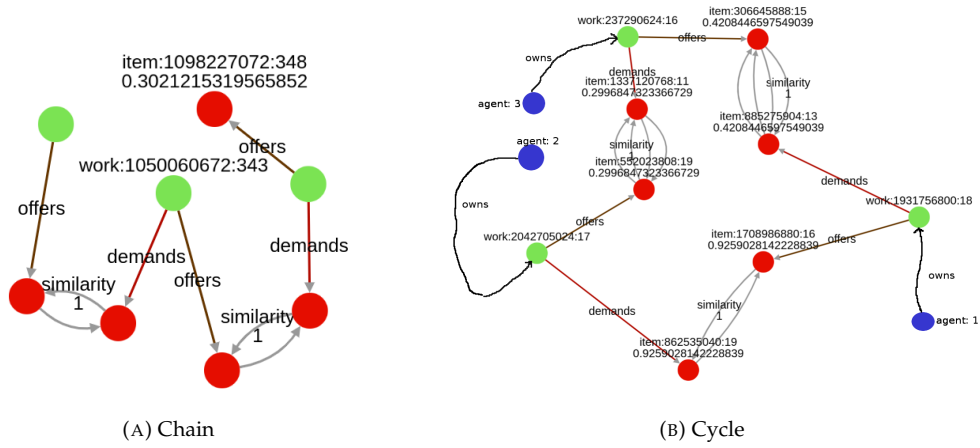 item:1098227072:348
0.3021215319565852
offers
work:1050060672:343
offers
demands
offers
demands
similarity
1
similarity
1
(A) Chain
work:237290624:16
item:306645888:15
0.4208446597549039
offers
owns
demands
item:1337120768:11
0.2996847323366729
agent: 3
similarity
1
item:885275904:13
0.4208446597549039
agent: 2
similarity
1
item:552023808:19
0.2996847323366729
demands
owns
offers
work:1931756800:18
work:2042705024:17
item:1708986880:16
0.9259028142228839
offers
owns
similarity
1
demands
agent: 1
item:862535040:19
0.9259028142228839
(B) Cycle